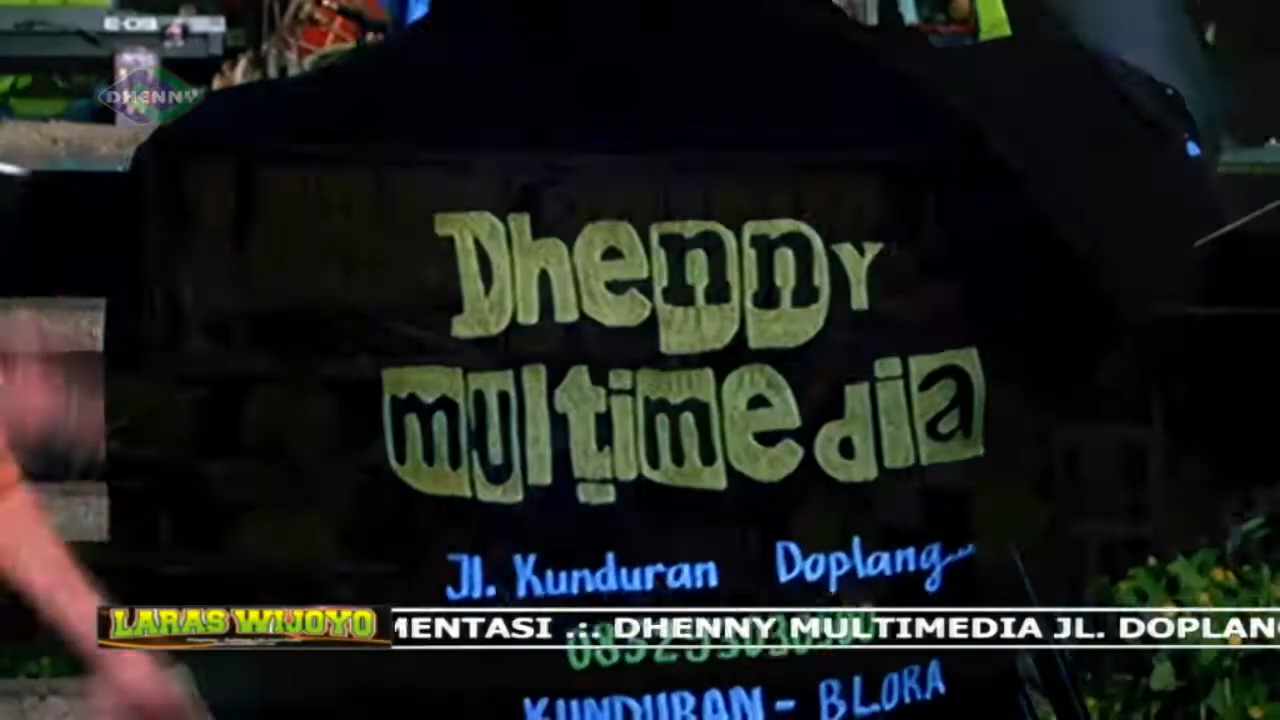 DHENNY
Dhenny
multimedia
Jl. Kunduran Doplang
LARAS WIJOYO
MENTASI .:. DHENNY MULTIMEDIA JL. DOPLANG
KUNDURAN - BLORA